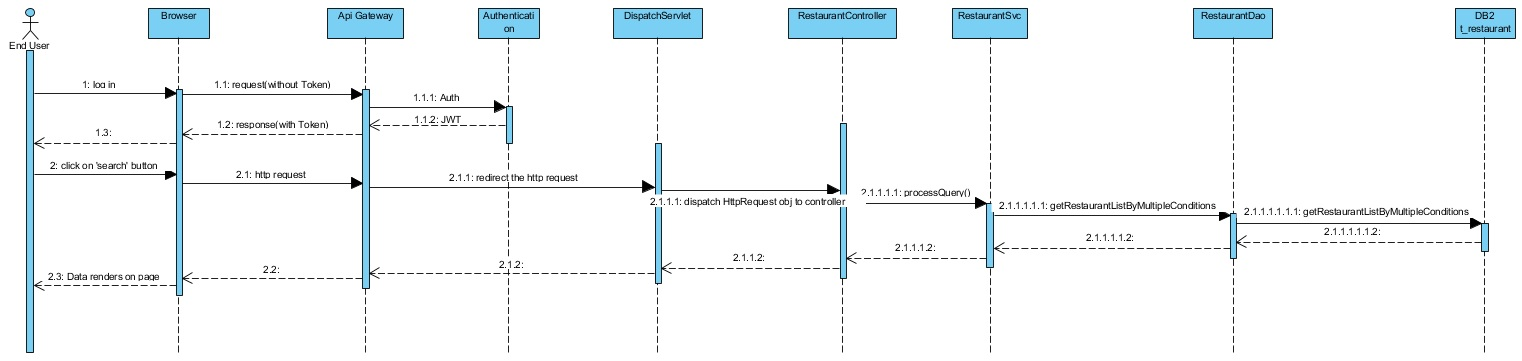 Browser
Api Gateway
Authenticati
on
DispatchServlet
RestaurantController
RestaurantSvc
RestaurantDao
DB2
t_restaurant
End User
1: log in
1.1: request(without Token)
1.1.1: Auth
1.1.2: JWT
1.2: response(with Token)
1.3:
2: click on 'search' button
2.1: http request
2.1.1: redirect the http request
2.1.1.1: dispatch HttpRequest obj to controller
2.1.1.1.1: processQuery()
2.1.1.1.1.1: getRestaurantListByMultipleConditions
2.1.1.1.1.1.1: getRestaurantListByMultipleConditions
2.1.1.1.1.1.2:
2.1.1.1.1.2:
2.1.1.1.2:
2.1.1.2:
2.1.2:
2.2:
2.3: Data renders on page